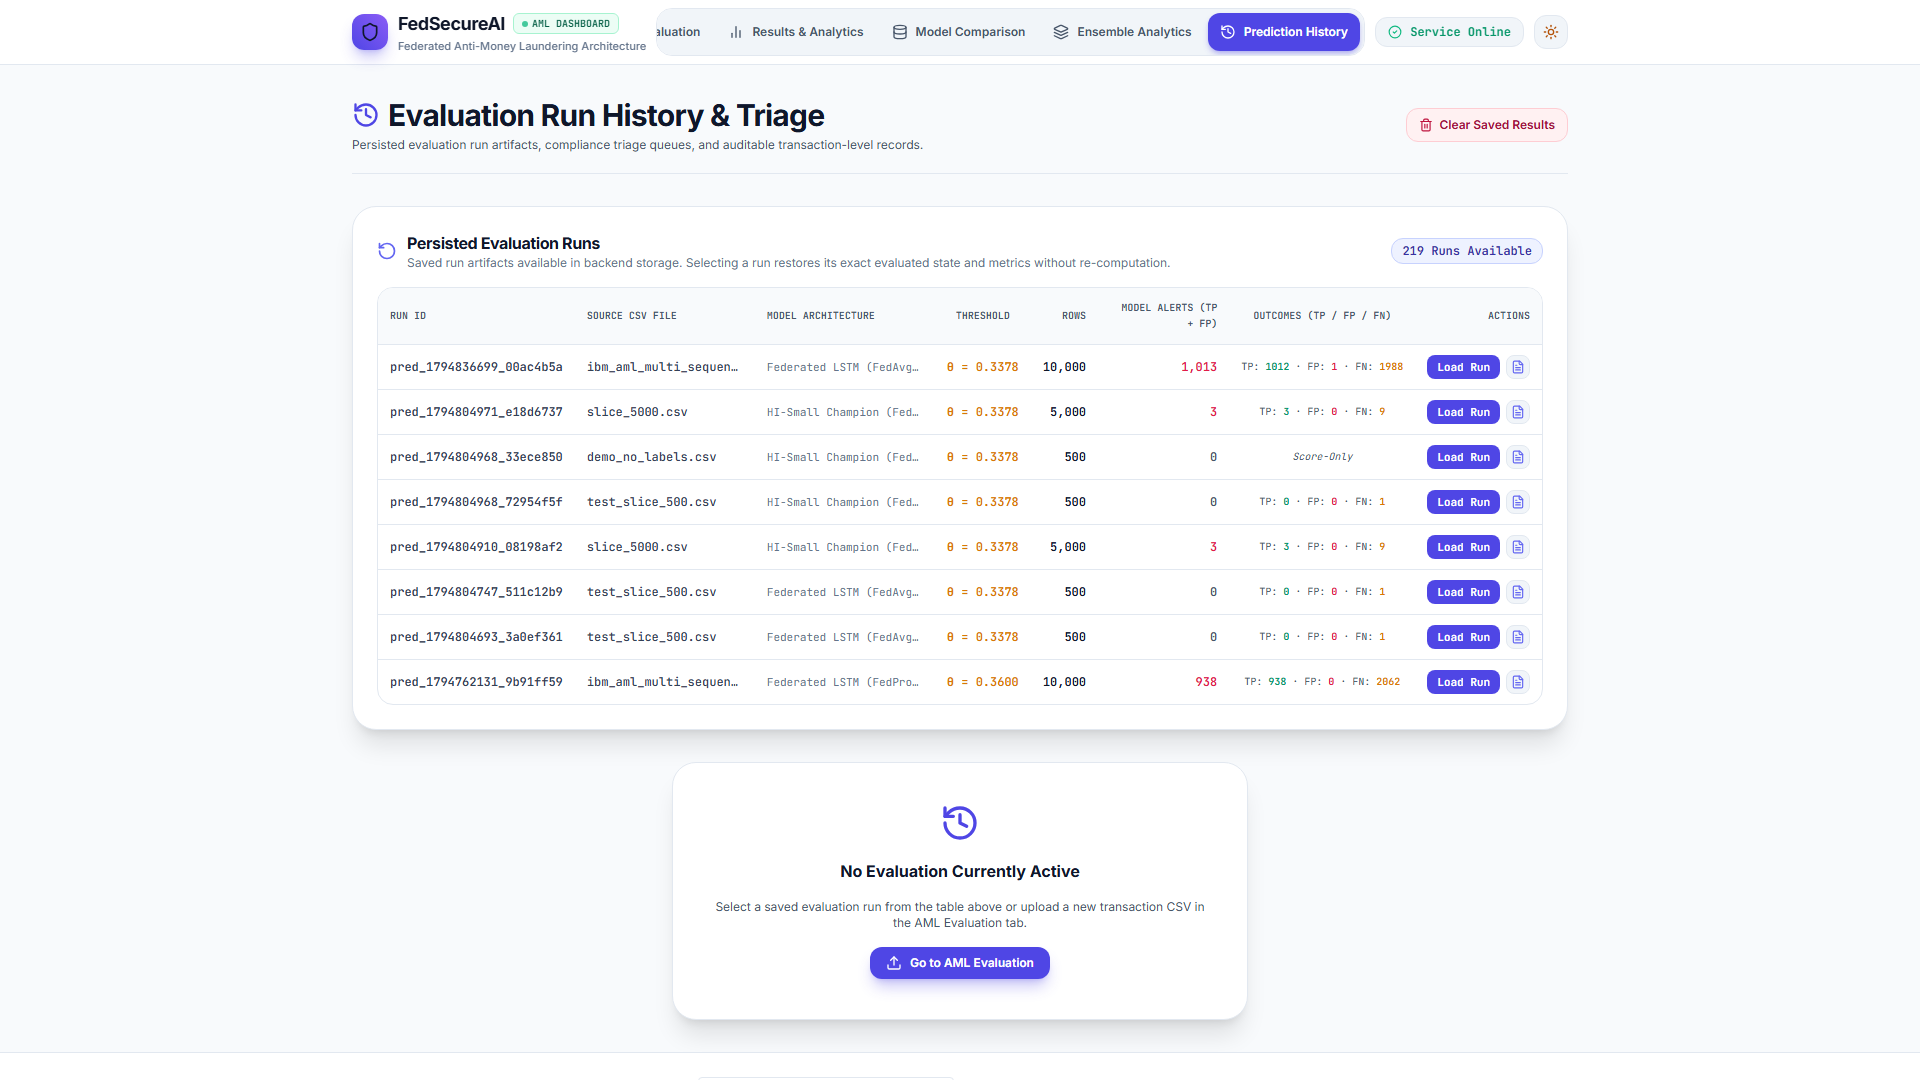 FedSecureAI
AML DASHBOARD
Federated Anti-Money Laundering Architecture
aluation
Results & Analytics
Model Comparison
Ensemble Analytics
Prediction History
Service Online
Evaluation Run History & Triage
Persisted evaluation run artifacts, compliance triage queues, and auditable transaction-level records.
Clear Saved Results
Persisted Evaluation Runs
Saved run artifacts available in backend storage. Selecting a run restores its exact evaluated state and metrics without re-computation.
219 Runs Available
RUN ID SOURCE CSV FILE MODEL ARCHITECTURE THRESHOLD ROWS MODEL ALERTS (TP + FP) OUTCOMES (TP / FP / FN) ACTIONS
pred_1794836699_00ac4b5a ibm_aml_multi_sequen… Federated LSTM (FedAvg… θ = 0.3378 10,000 1,013 TP: 1012 · FP: 1 · FN: 1988 Load Run
pred_1794804971_e18d6737 slice_5000.csv HI-Small Champion (Fed… θ = 0.3378 5,000 3 TP: 3 · FP: 0 · FN: 9 Load Run
pred_1794804968_33ece850 demo_no_labels.csv HI-Small Champion (Fed… θ = 0.3378 500 0 Score-Only Load Run
pred_1794804968_72954f5f test_slice_500.csv HI-Small Champion (Fed… θ = 0.3378 500 0 TP: 0 · FP: 0 · FN: 1 Load Run
pred_1794804910_08198af2 slice_5000.csv HI-Small Champion (Fed… θ = 0.3378 5,000 3 TP: 3 · FP: 0 · FN: 9 Load Run
pred_1794804747_511c12b9 test_slice_500.csv Federated LSTM (FedAvg… θ = 0.3378 500 0 TP: 0 · FP: 0 · FN: 1 Load Run
pred_1794804693_3a0ef361 test_slice_500.csv Federated LSTM (FedAvg… θ = 0.3378 500 0 TP: 0 · FP: 0 · FN: 1 Load Run
pred_1794762131_9b91ff59 ibm_aml_multi_sequen… Federated LSTM (FedPro… θ = 0.3600 10,000 938 TP: 938 · FP: 0 · FN: 2062 Load Run
No Evaluation Currently Active
Select a saved evaluation run from the table above or upload a new transaction CSV in
the AML Evaluation tab.
Go to AML Evaluation